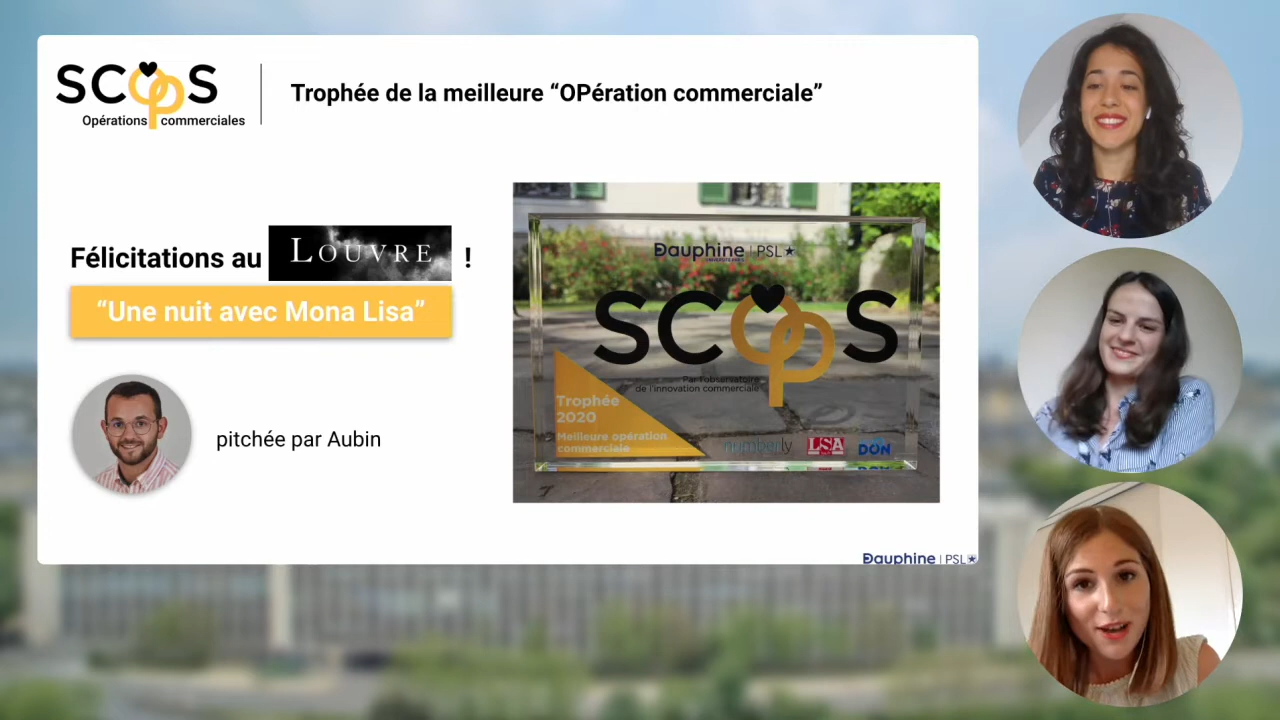 SCOPS
Opérations commerciales
Trophée de la meilleure “OPération commerciale”
Félicitations au LOUVRE !
“Une nuit avec Mona Lisa”
pitchée par Aubin
Dauphine | PSL
SCOPS
Par l'observatoire
de l'innovation commerciale
Trophée
2020
Meilleure opération
commerciale
numberly
LSA
DON
Dauphine | PSL